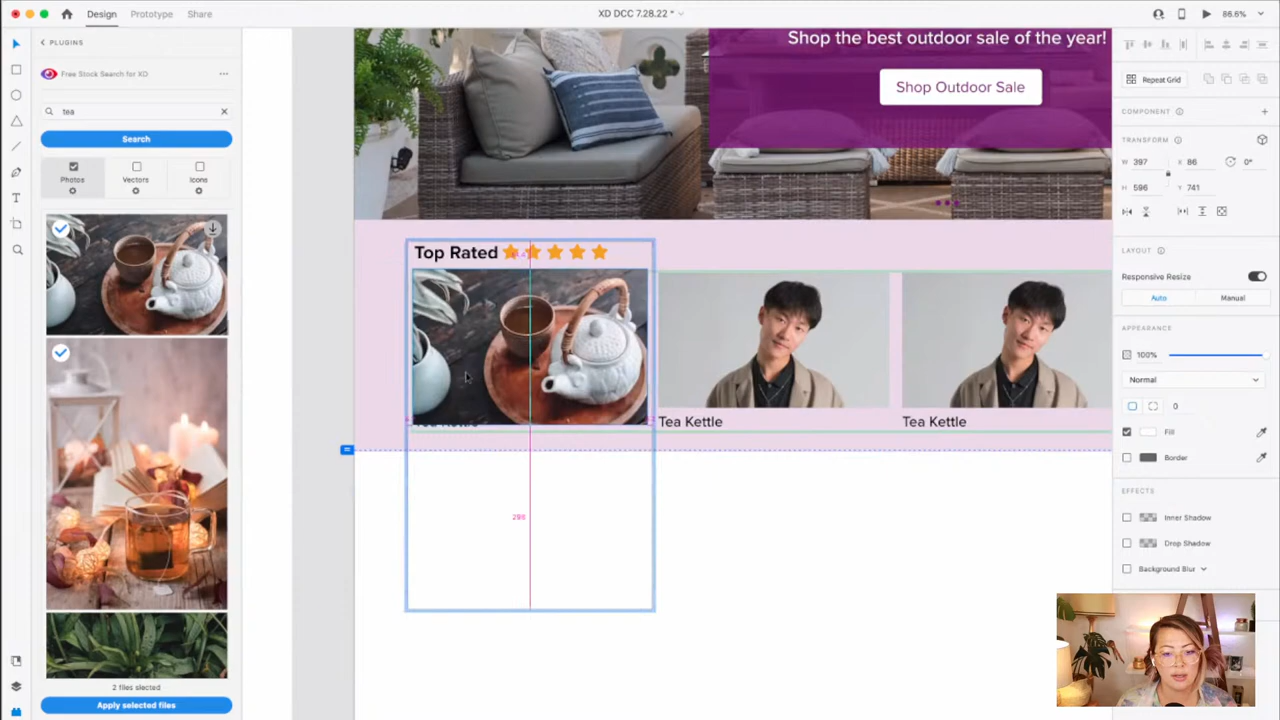 Design
Prototype
Share
XD DCC 7.28.22 *
86.6%
PLUGINS
Free Stock Search for XD
tea
Search
Photos
Vectors
Icons
2 files slected
Apply selected files
Shop the best outdoor sale of the year!
Shop Outdoor Sale
Top Rated
Tea Kettle
Tea Kettle
Tea Kettle
Repeat Grid
COMPONENT
TRANSFORM
W 397
X 86
0°
H 596
Y 741
LAYOUT
Responsive Resize
Auto
Manual
APPEARANCE
100%
Normal
0
Fill
Border
EFFECTS
Inner Shadow
Drop Shadow
Background Blur